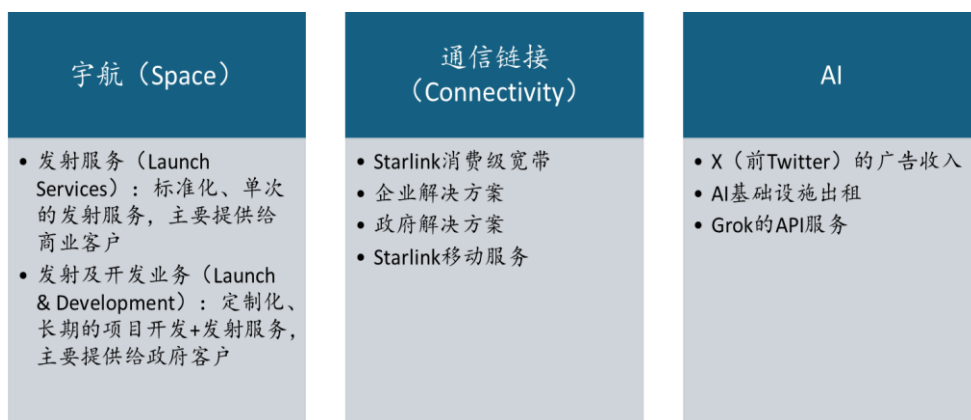 宇航（Space）
• 发射服务（Launch
Services）：标准化、单次
的发射服务，主要提供给
商业客户
• 发射及开发业务（Launch
& Development）：定制化、
长期的项目开发+发射服务，
主要提供给政府客户
通信链接
（Connectivity）
• Starlink消费级宽带
• 企业解决方案
• 政府解决方案
• Starlink移动服务
AI
• X（前Twitter）的广告收入
• AI基础设施出租
• Grok的API服务